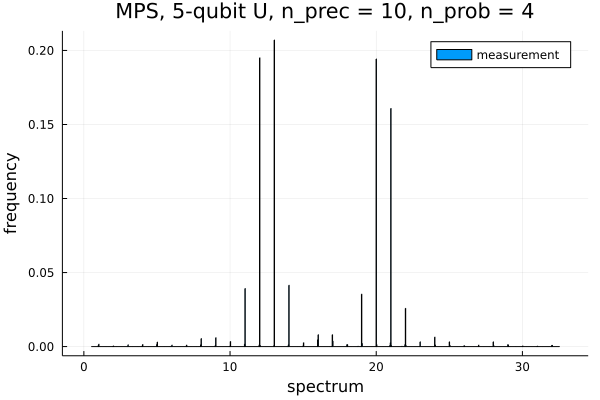 MPS, 5-qubit U, n_prec = 10, n_prob = 4
measurement
0.20
0.15
0.10
0.05
0.00
frequency
0 10 20 30
spectrum